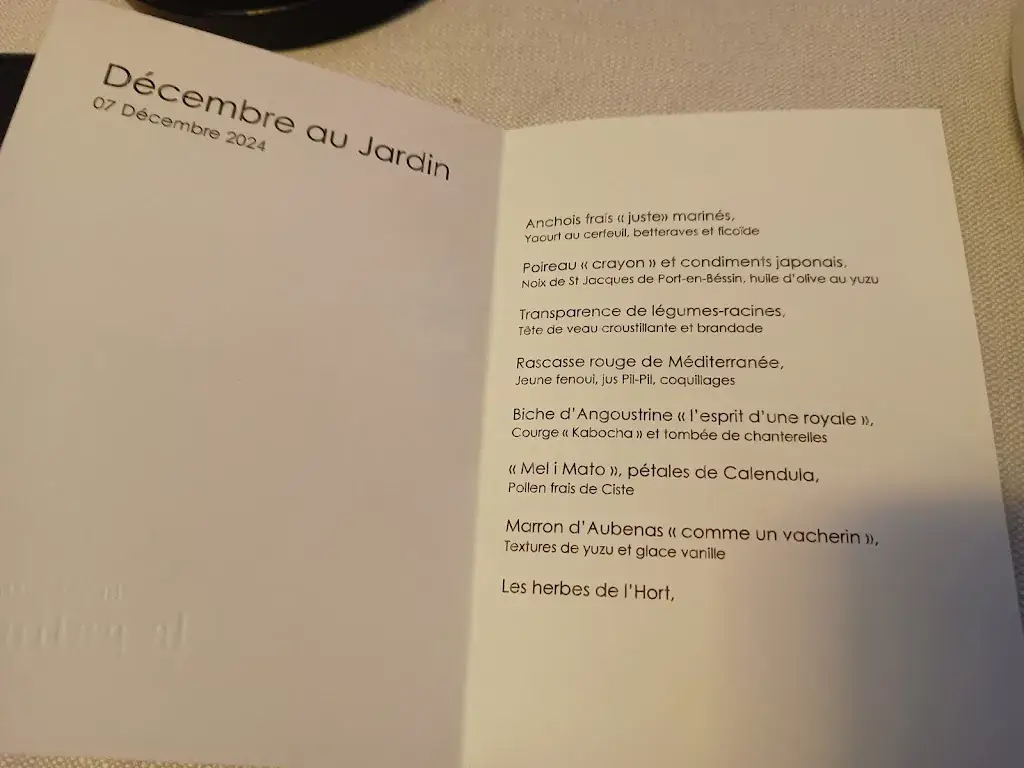 Décembre au Jardin
07 Décembre 2024
Anchois frais « juste» marinés,
Yaourt au cerfeuil, betteraves et ficoïde
Poireau « crayon » et condiments japonais,
Noix de St Jacques de Port-en-Béssin, huile d'olive au yuzu
Transparence de légumes-racines,
Tête de veau croustillante et brandade
Rascasse rouge de Méditerranée,
Jeune fenoui, jus Pil-Pil, coquillages
Biche d'Angoustrine « l'esprit d'une royale »,
Courge « Kabocha » et tombée de chanterelles
« Mel i Mato », pétales de Calendula,
Pollen frais de Ciste
Marron d'Aubenas « comme un vacherin »,
Textures de yuzu et glace vanille
Les herbes de l'Hort,